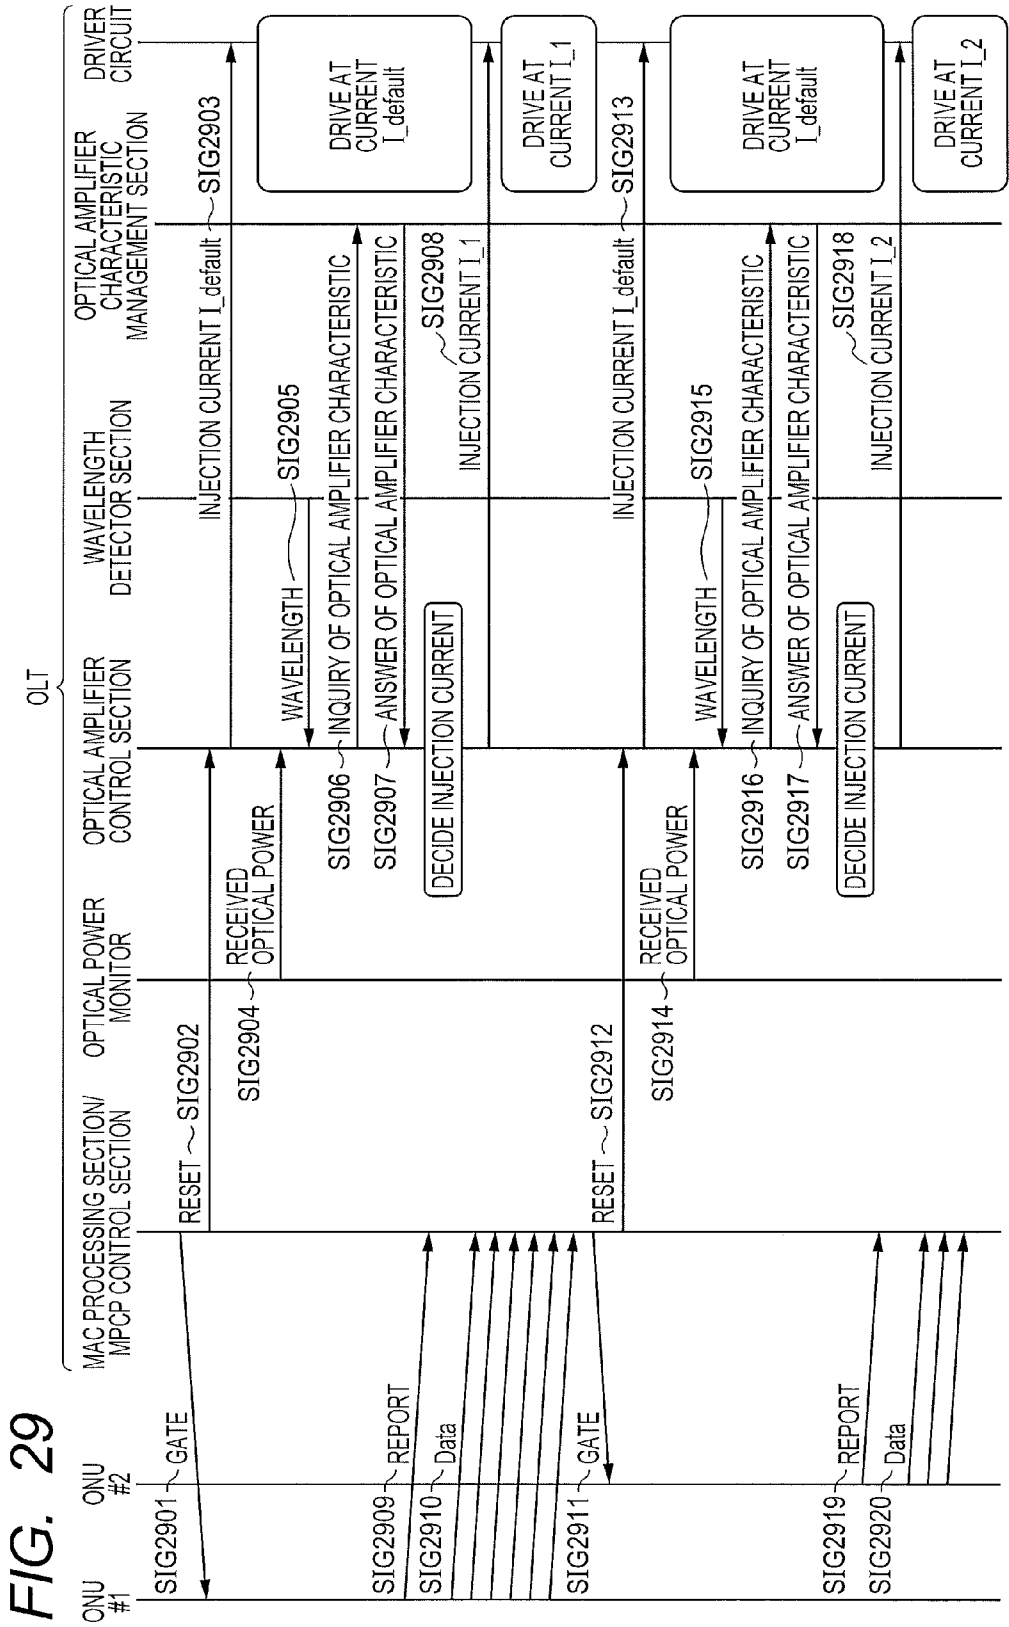 FIG. 29
OLT
ONU
#1
ONU
#2
MAC PROCESSING SECTION/
MPCP CONTROL SECTION
OPTICAL POWER
MONITOR
OPTICAL AMPLIFIER
CONTROL SECTION
WAVELENGTH
DETECTOR SECTION
OPTICAL AMPLIFIER
CHARACTERISTIC
MANAGEMENT SECTION
DRIVER
CIRCUIT
SIG2901
GATE
RESET
SIG2902
INJECTION CURRENT I_default
SIG2903
SIG2904
RECEIVED
OPTICAL POWER
WAVELENGTH
SIG2905
DRIVE AT
CURRENT
I_default
SIG2906
INQUIRY OF OPTICAL AMPLIFIER CHARACTERISTIC
SIG2907
ANSWER OF OPTICAL AMPLIFIER CHARACTERISTIC
SIG2909
REPORT
SIG2910
Data
DECIDE INJECTION CURRENT
SIG2908
INJECTION CURRENT I_1
DRIVE AT
CURRENT I_1
SIG2911
GATE
RESET
SIG2912
INJECTION CURRENT I_default
SIG2913
SIG2914
RECEIVED
OPTICAL POWER
WAVELENGTH
SIG2915
DRIVE AT
CURRENT
I_default
SIG2916
INQUIRY OF OPTICAL AMPLIFIER CHARACTERISTIC
SIG2917
ANSWER OF OPTICAL AMPLIFIER CHARACTERISTIC
SIG2919
REPORT
SIG2920
Data
DECIDE INJECTION CURRENT
SIG2918
INJECTION CURRENT I_2
DRIVE AT
CURRENT I_2